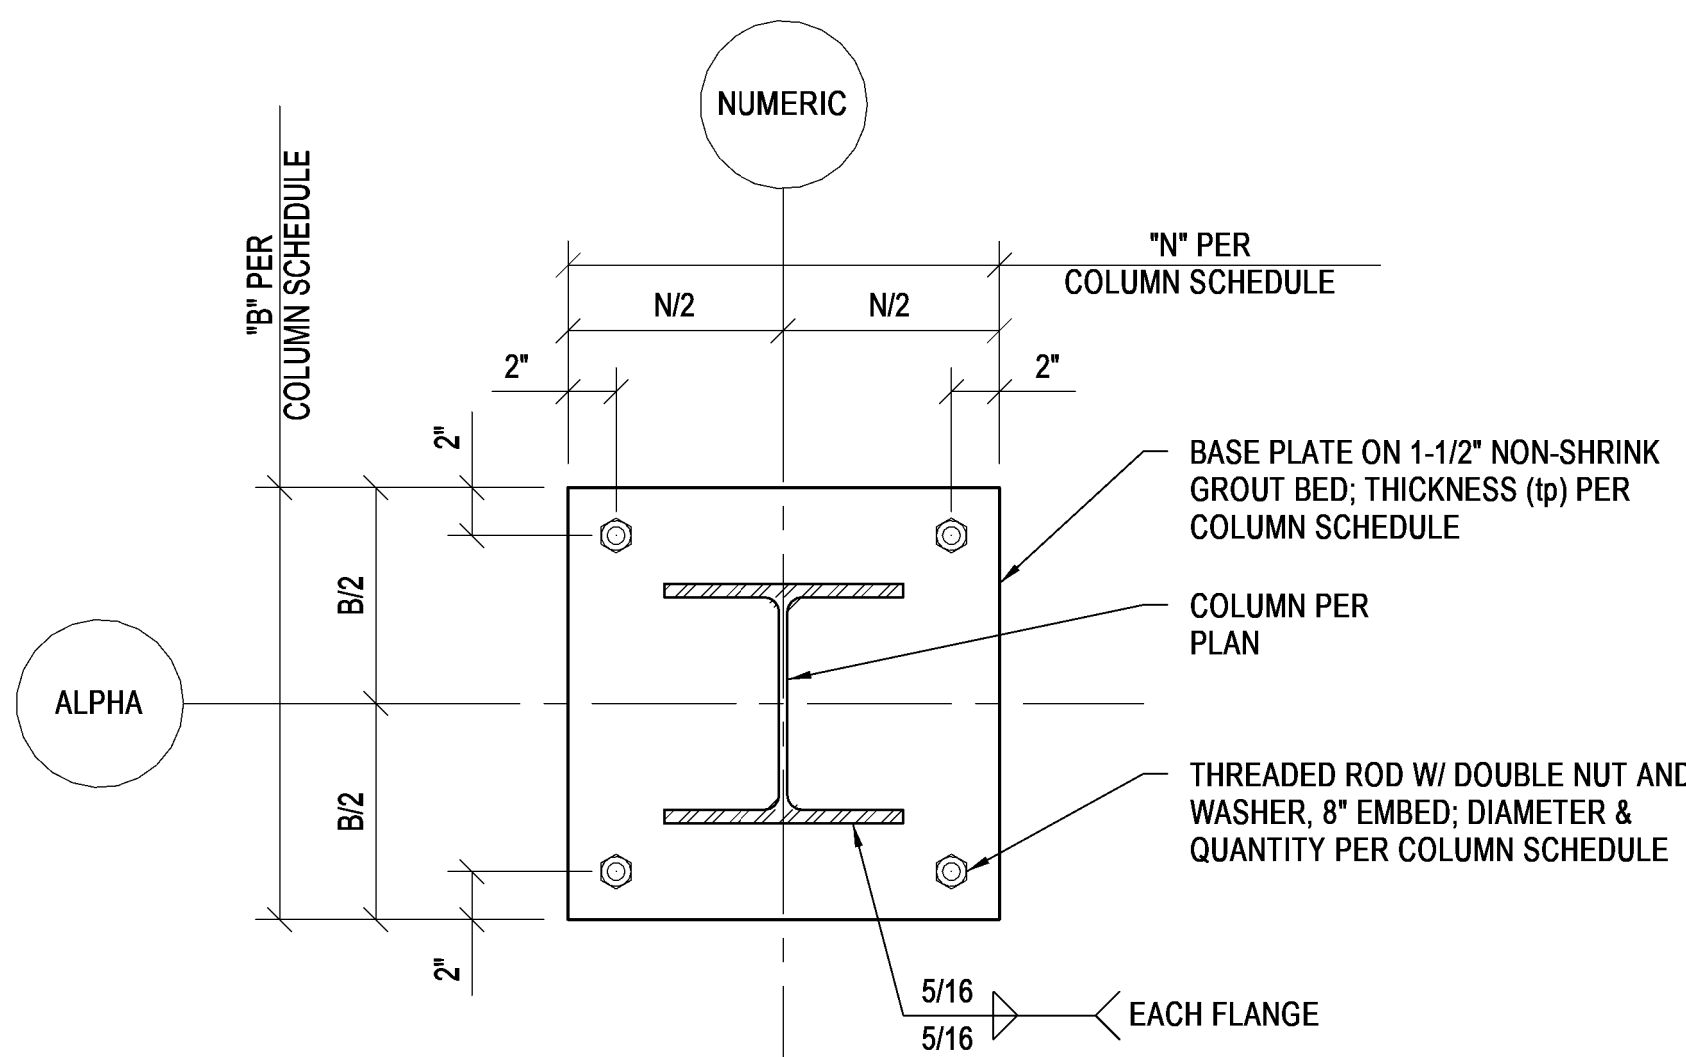 NUMERIC
"B" PER
COLUMN SCHEDULE
"N" PER
COLUMN SCHEDULE
N/2
N/2
2"
2"
2"
BASE PLATE ON 1-1/2" NON-SHRINK
GROUT BED; THICKNESS (tp) PER
COLUMN SCHEDULE
B/2
COLUMN PER
PLAN
ALPHA
B/2
THREADED ROD W/ DOUBLE NUT AND
WASHER, 8" EMBED; DIAMETER &
QUANTITY PER COLUMN SCHEDULE
2"
5/16
5/16
EACH FLANGE